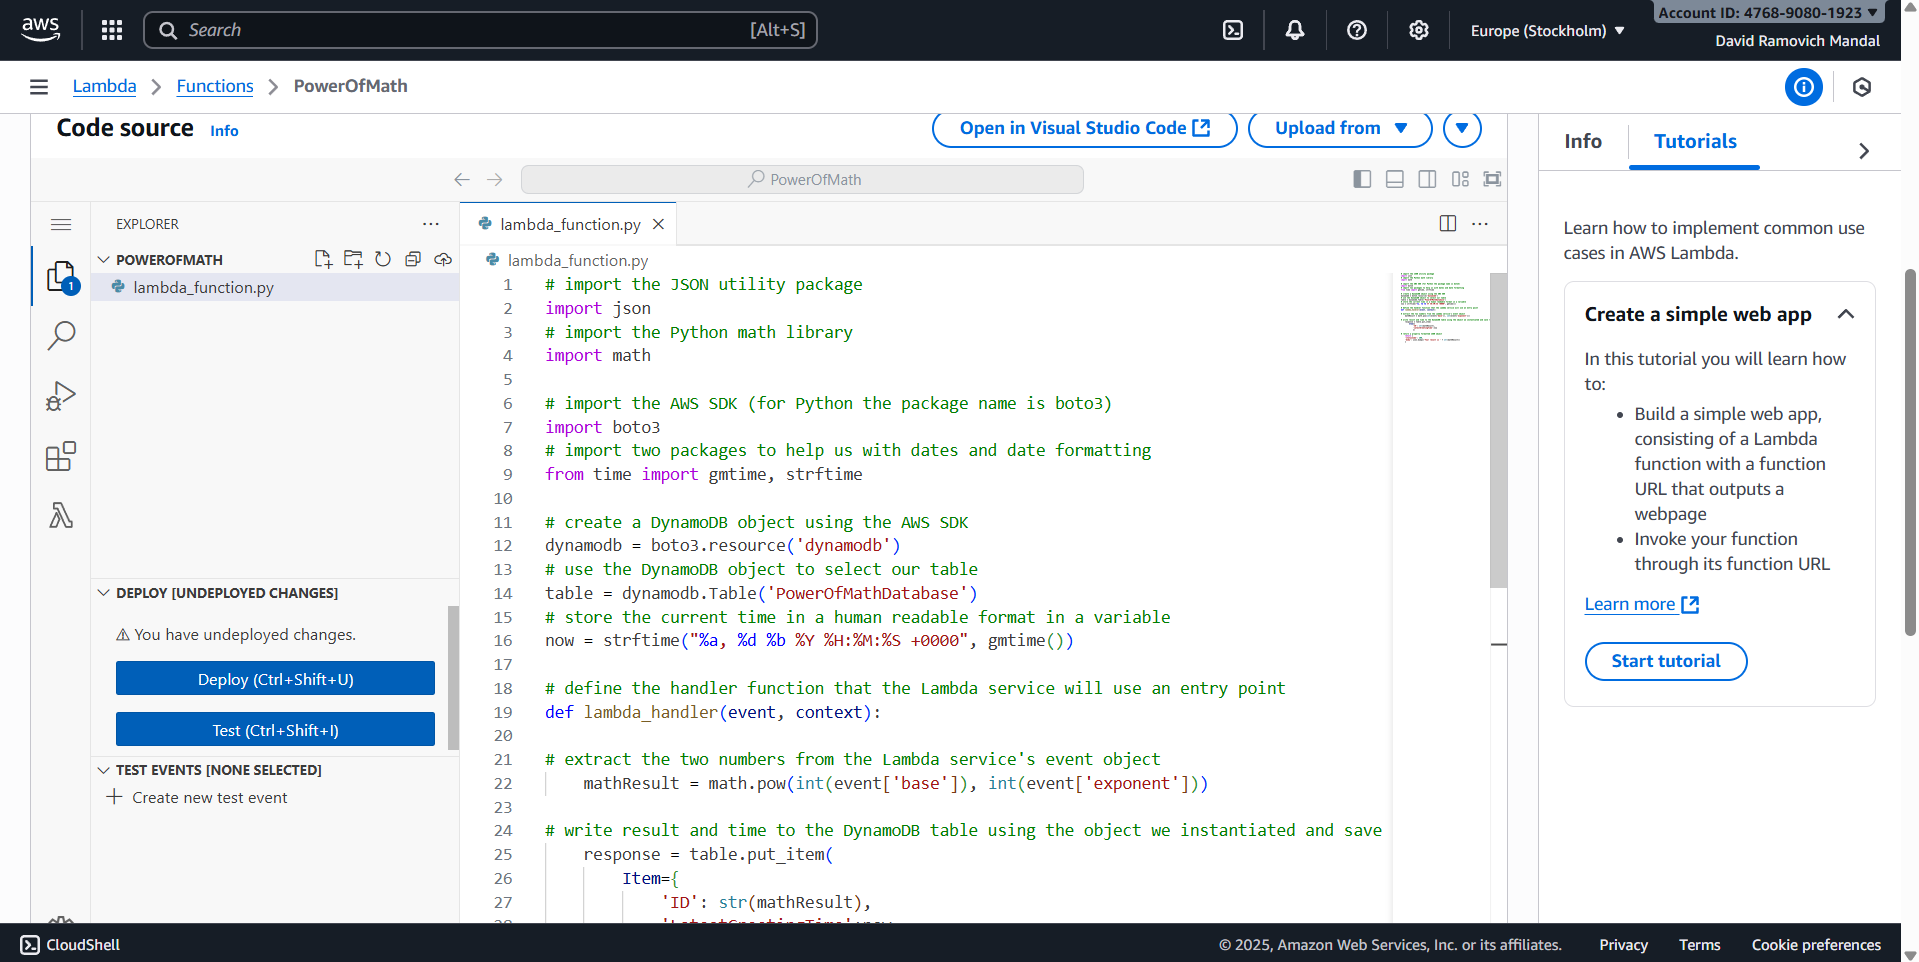 aws
Search
[Alt+S]
Europe (Stockholm)
Account ID: 4768-9080-1923
David Ramovich Mandal
Lambda
Functions
PowerOfMath
Code source
Info
Open in Visual Studio Code
Upload from
Info
Tutorials
PowerOfMath
EXPLORER
POWEROFMATH
lambda_function.py
1
DEPLOY [UNDEPLOYED CHANGES]
You have undeployed changes.
Deploy (Ctrl+Shift+U)
Test (Ctrl+Shift+I)
TEST EVENTS [NONE SELECTED]
Create new test event
lambda_function.py
lambda_function.py
1 # import the JSON utility package
2 import json
3 # import the Python math library
4 import math
5
6 # import the AWS SDK (for Python the package name is boto3)
7 import boto3
8 # import two packages to help us with dates and date formatting
9 from time import gmtime, strftime
10
11 # create a DynamoDB object using the AWS SDK
12 dynamodb = boto3.resource('dynamodb')
13 # use the DynamoDB object to select our table
14 table = dynamodb.Table('PowerOfMathDatabase')
15 # store the current time in a human readable format in a variable
16 now = strftime("%a, %d %b %Y %H:%M:%S +0000", gmtime())
17
18 # define the handler function that the Lambda service will use an entry point
19 def lambda_handler(event, context):
20
21 # extract the two numbers from the Lambda service's event object
22 mathResult = math.pow(int(event['base']), int(event['exponent']))
23
24 # write result and time to the DynamoDB table using the object we instantiated and save
25 response = table.put_item(
26 Item={
27 'ID': str(mathResult),
28 'LatestGreetingTime':now
Learn how to implement common use
cases in AWS Lambda.
Create a simple web app
In this tutorial you will learn how
to:
• Build a simple web app,
consisting of a Lambda
function with a function
URL that outputs a
webpage
• Invoke your function
through its function URL
Learn more
Start tutorial
CloudShell
© 2025, Amazon Web Services, Inc. or its affiliates.
Privacy
Terms
Cookie preferences